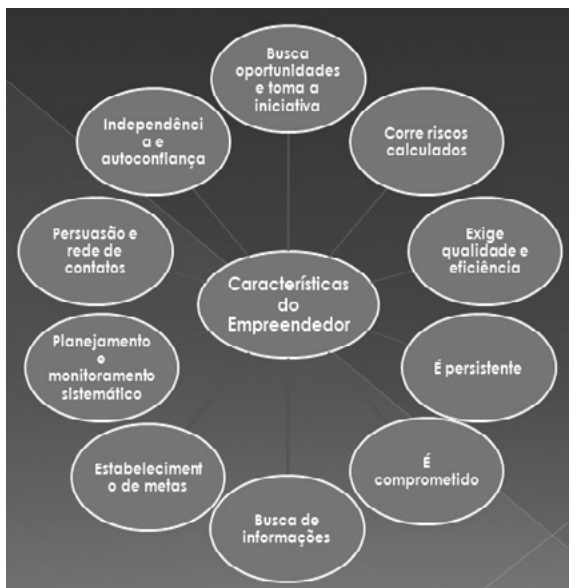 Busca
oportunidades
e toma a
iniciativa
Corre riscos
calculados
Exige
qualidade e
eficiência
É persistente
É
comprometido
Busca de
informações
Estabeleciment
o de metas
Planejamento
e
monitoramento
sistemático
Persuasão e
rede de
contatos
Independênci
a e
autoconfiança
Características
do
Empreendedor